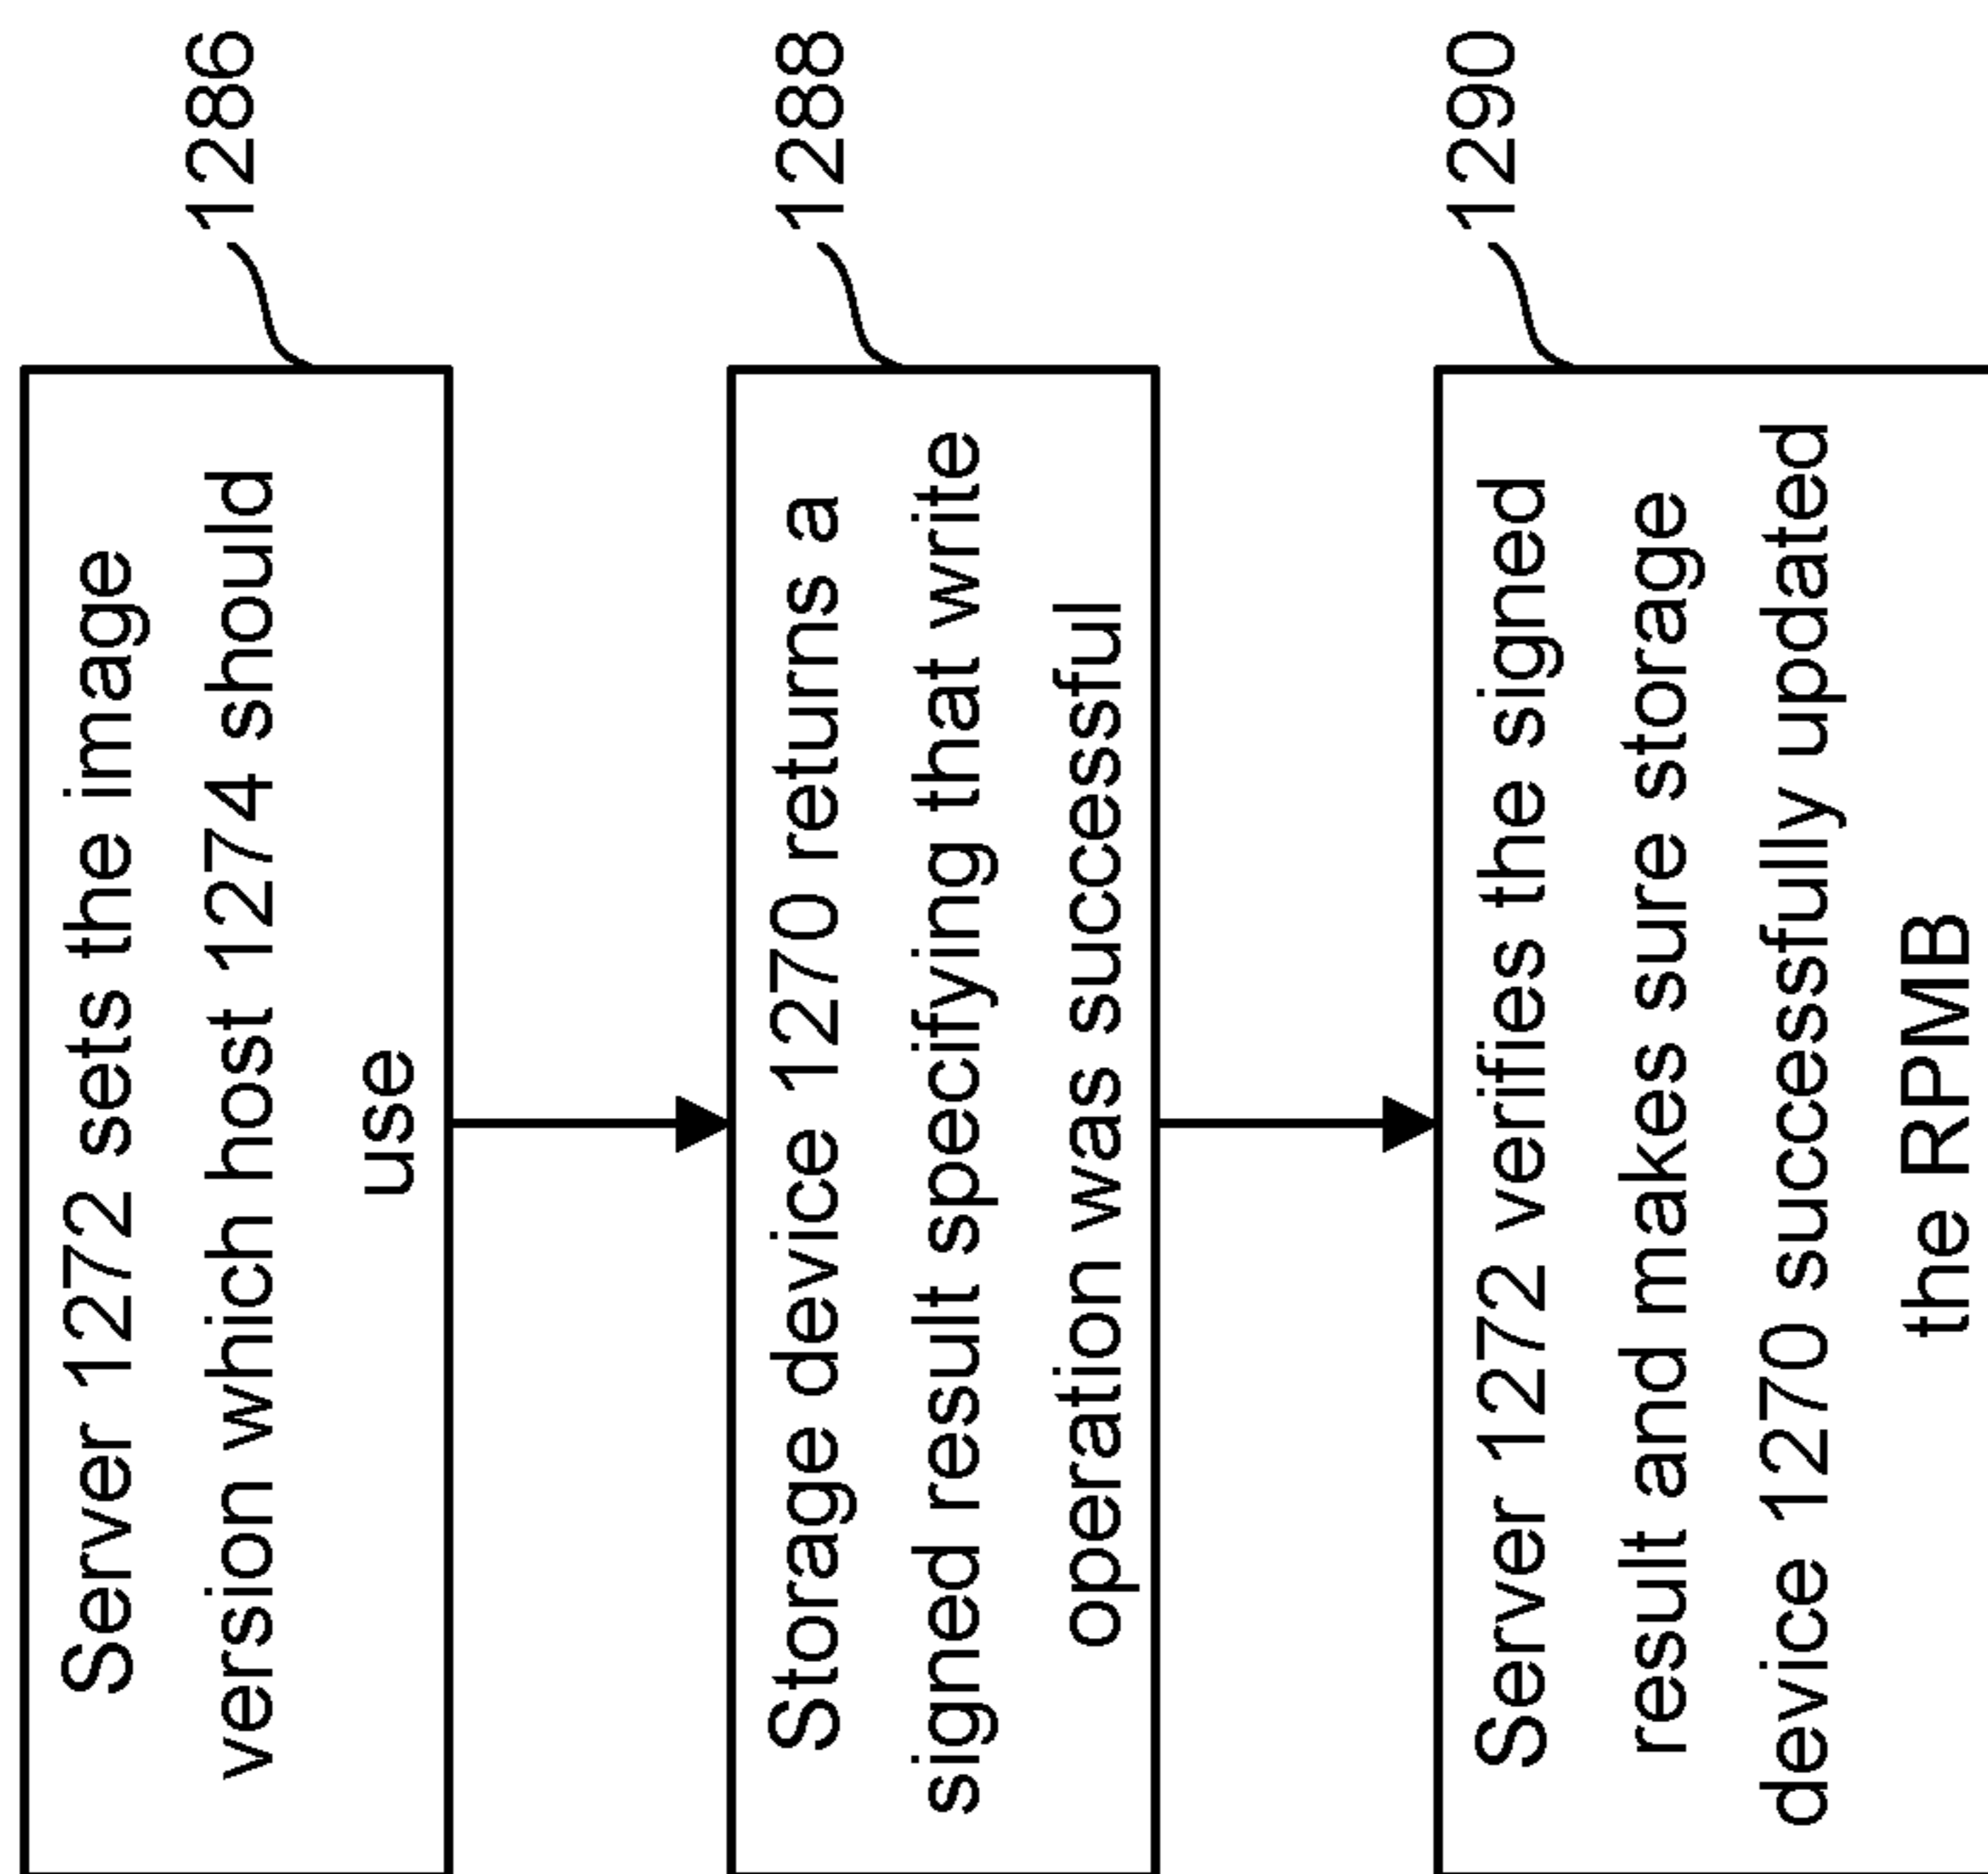 Server 1272 sets the image
version which host 1274 should
use
1286
Storage device 1270 returns a
signed result specifying that write
operation was successful
1288
Server 1272 verifies the signed
result and makes sure storage
device 1270 successfully updated
the RPMB
1290